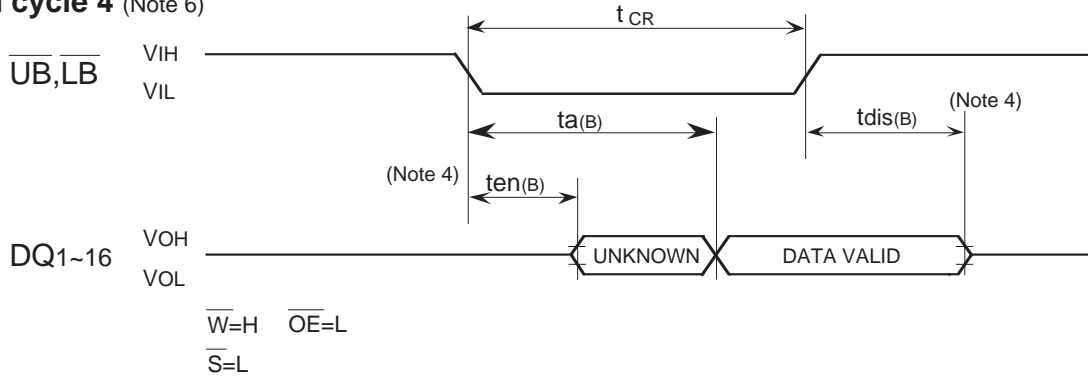 cycle 4 (Note 6)
tCR
UB,LB
VIH
VIL
(Note 4)
ta(B)
tdis(B)
(Note 4)
ten(B)
DQ1~16
VOH
VOL
UNKNOWN
DATA VALID
W=H OE=L
S=L